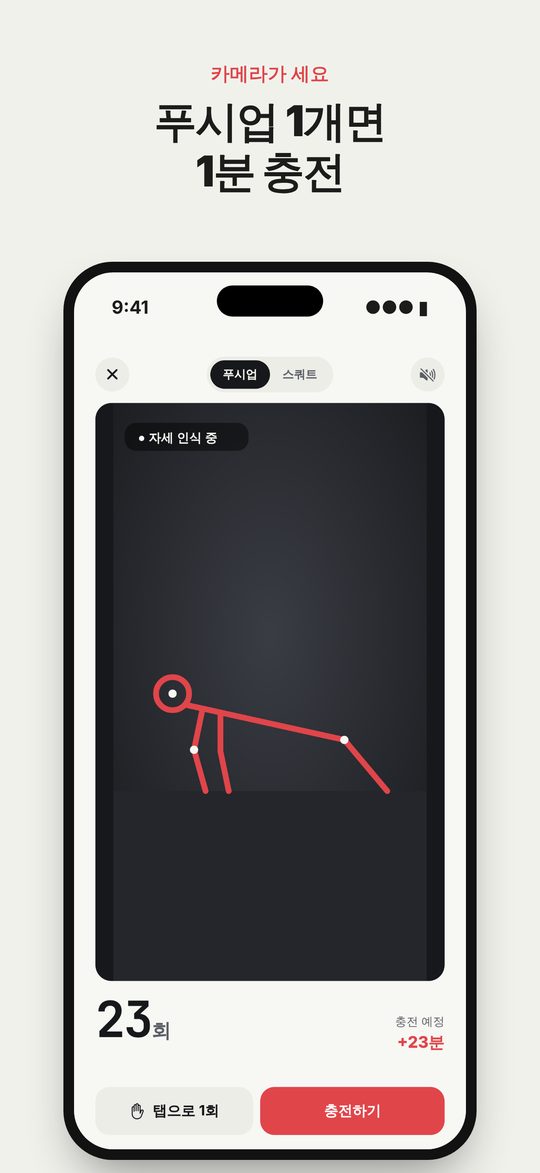 카메라가 세요
푸시업 1개면
1분 충전
9:41
푸시업 스쿼트
자세 인식 중
23회
충전 예정
+23분
탭으로 1회
충전하기